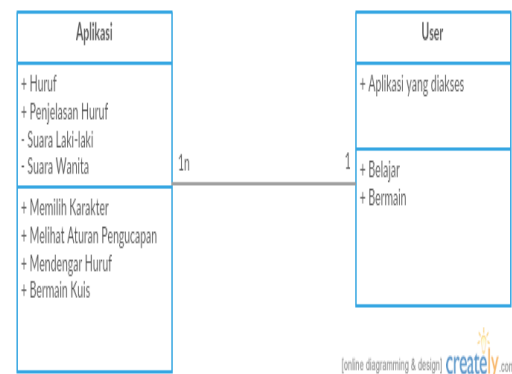 Aplikasi
+ Huruf
+ Penjelasan Huruf
- Suara Laki-laki
- Suara Wanita
+ Memilih Karakter
+ Melihat Aturan Pengucapan
+ Mendengar Huruf
+ Bermain Kuis
1n
1
User
+ Aplikasi yang diakses
+ Belajar
+ Bermain
[online diagramming & design] creately.com